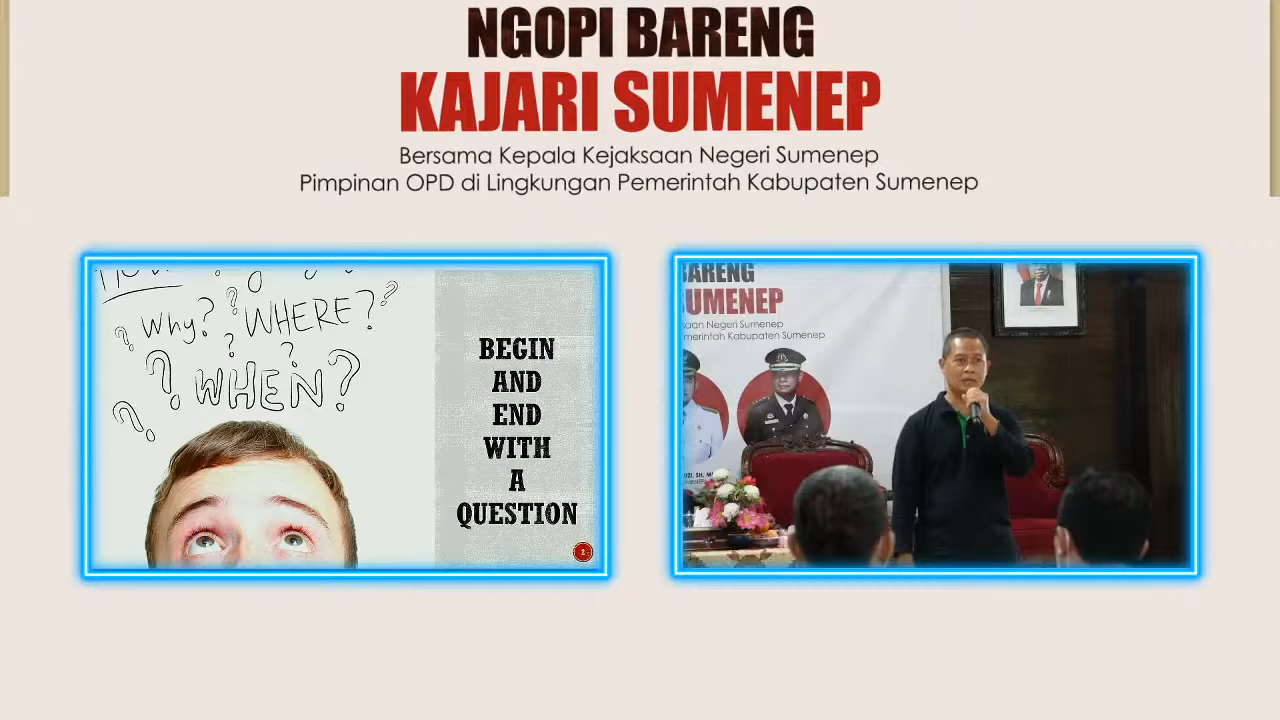 NGOPI BARENG
KAJARI SUMENEP
Bersama Kepala Kejaksaan Negeri Sumenep
Pimpinan OPD di Lingkungan Pemerintah Kabupaten Sumenep
Why? WHERE?
WHEN?
BEGIN
AND
END
WITH
A
QUESTION
2
BARENG
SUMENEP
saan Negeri Sumenep
merintah Kabupaten Sumenep